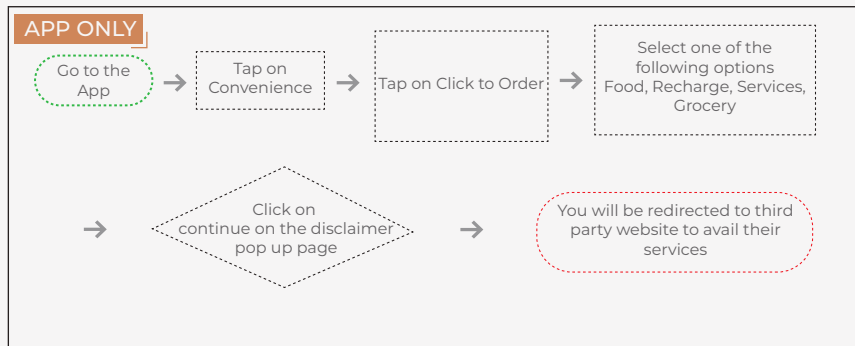 APP ONLY
Go to the
App
Tap on
Convenience
Tap on Click to Order
Select one of the
following options
Food, Recharge, Services,
Grocery
Click on
continue on the disclaimer
pop up page
You will be redirected to third
party website to avail their
services